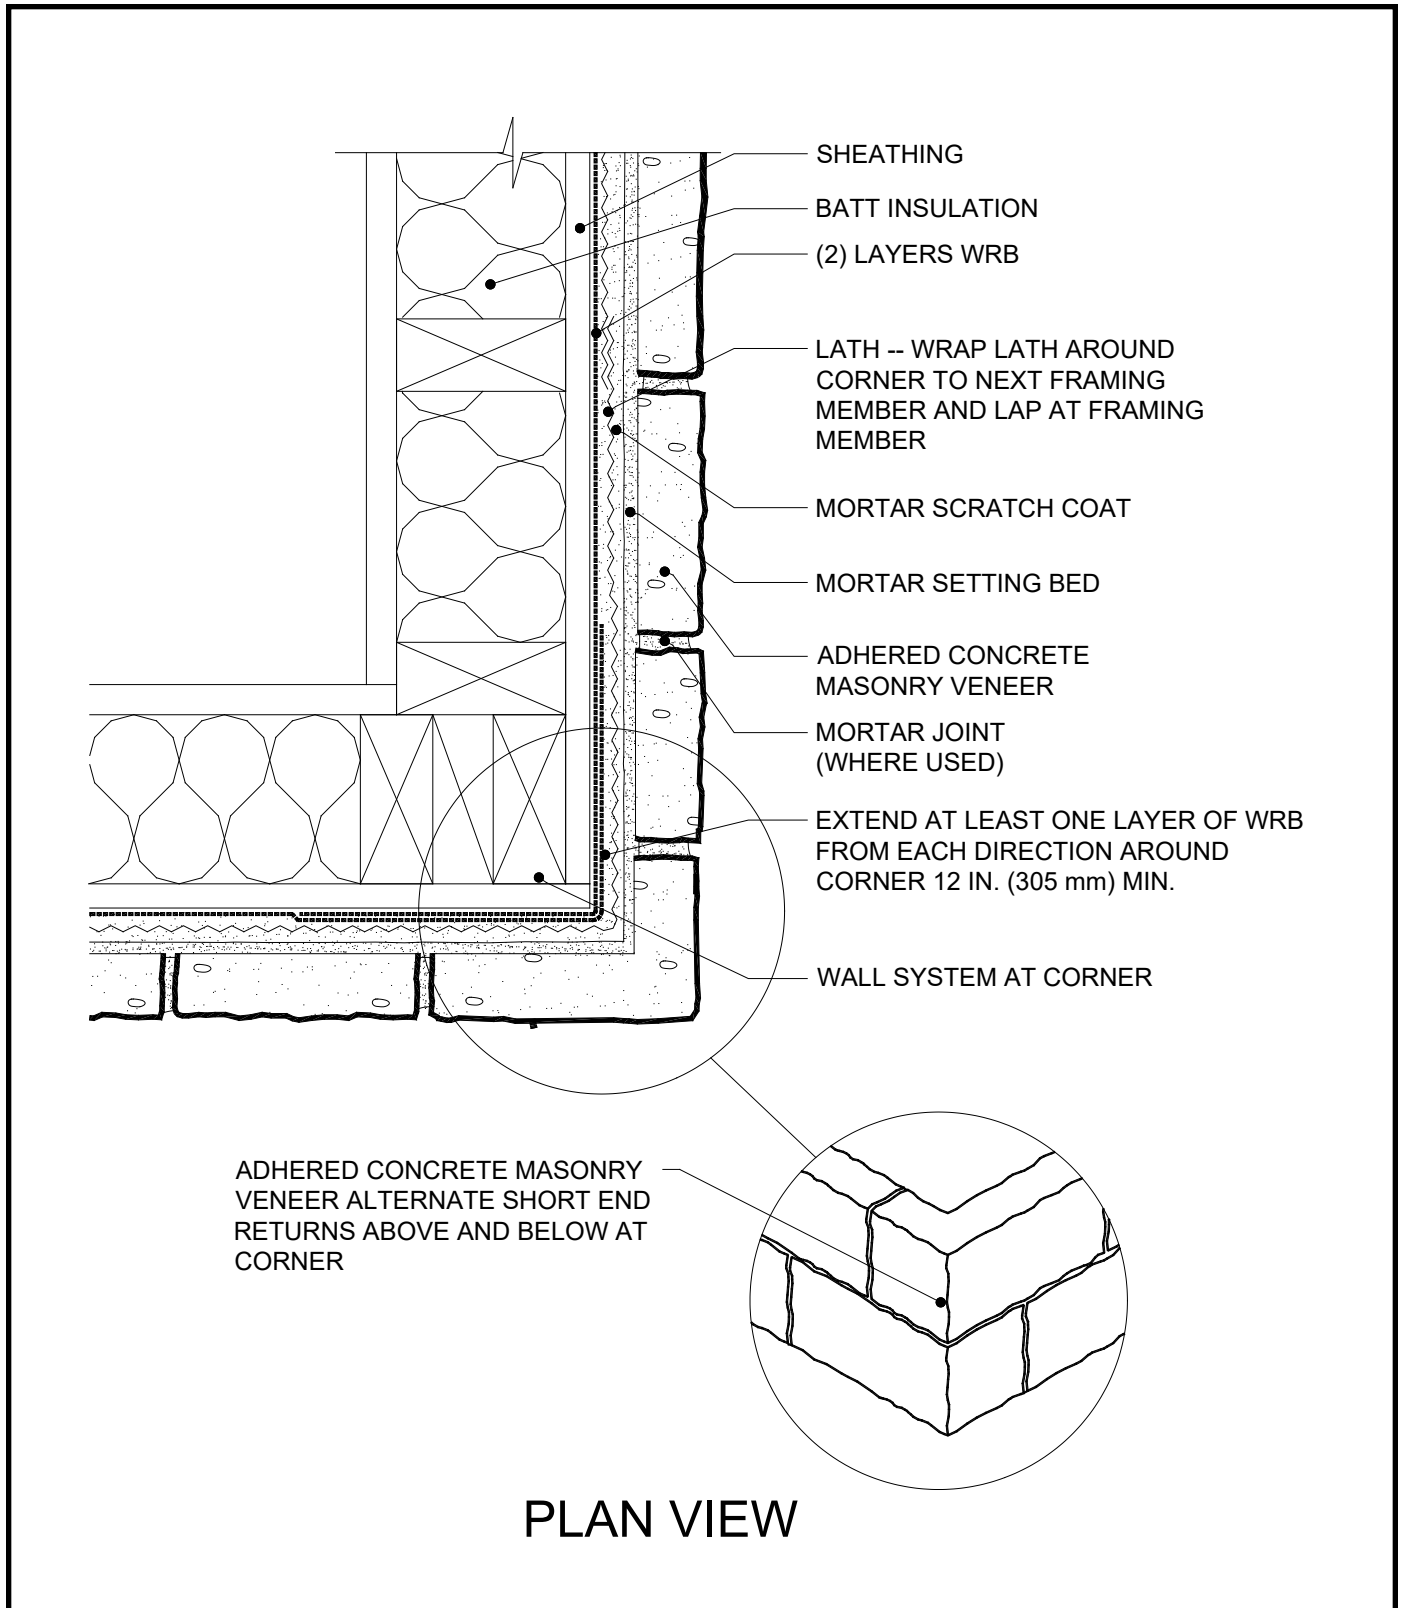 SHEATHING
BATT INSULATION
(2) LAYERS WRB
LATH -- WRAP LATH AROUND
CORNER TO NEXT FRAMING
MEMBER AND LAP AT FRAMING
MEMBER
MORTAR SCRATCH COAT
MORTAR SETTING BED
ADHERED CONCRETE
MASONRY VENEER
MORTAR JOINT
(WHERE USED)
EXTEND AT LEAST ONE LAYER OF WRB
FROM EACH DIRECTION AROUND
CORNER 12 IN. (305 mm) MIN.
WALL SYSTEM AT CORNER
ADHERED CONCRETE MASONRY
VENEER ALTERNATE SHORT END
RETURNS ABOVE AND BELOW AT
CORNER
PLAN VIEW